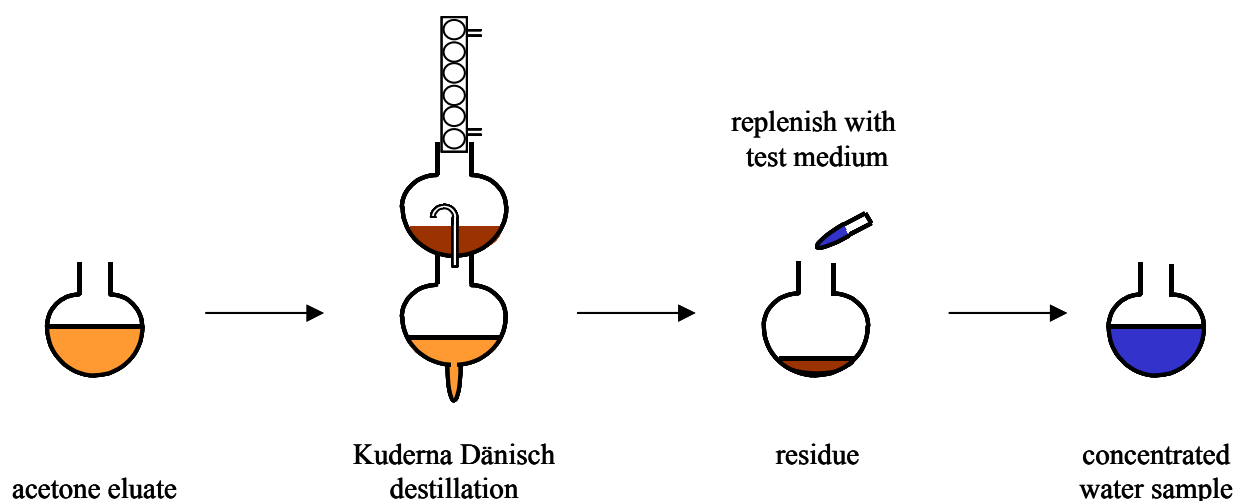 replenish with
test medium
acetone eluate
Kuderna Dänisch
destillation
residue
concentrated
water sample